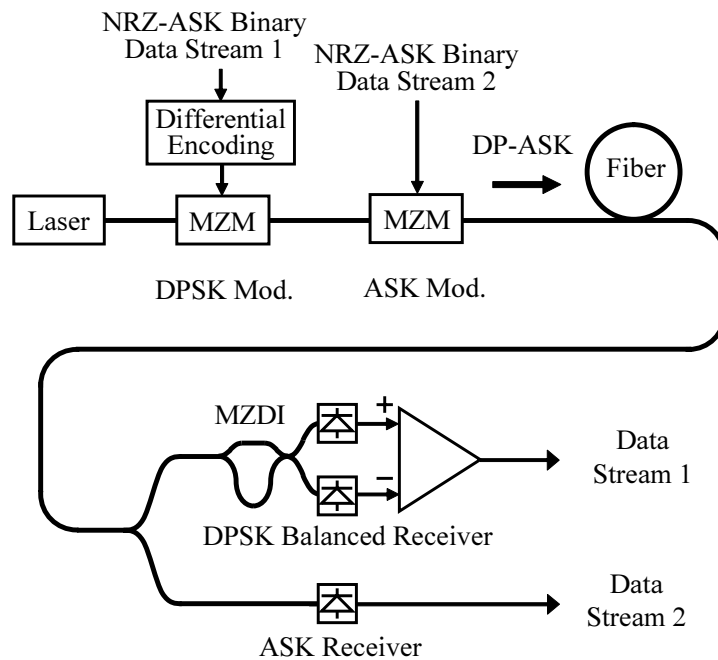 NRZ-ASK Binary
Data Stream 1
NRZ-ASK Binary
Data Stream 2
Differential
Encoding
DP-ASK
Fiber
Laser
MZM
MZM
DPSK Mod.
ASK Mod.
MZDI
+
−
Data
Stream 1
DPSK Balanced Receiver
Data
Stream 2
ASK Receiver